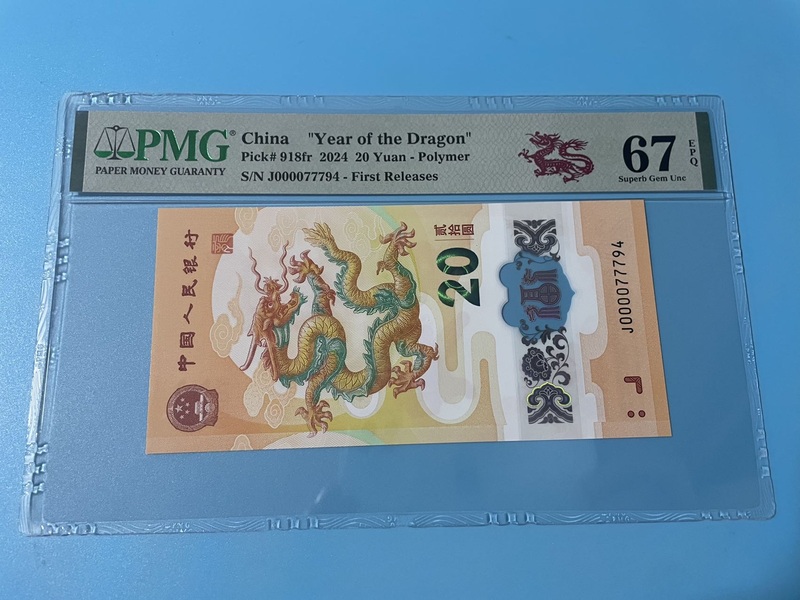 PMG®
PAPER MONEY GUARANTY
China "Year of the Dragon"
Pick# 918fr 2024 20 Yuan - Polymer
S/N J000077794 - First Releases
67
EPQ
Superb Gem Unc
中国人民银行
贰拾圆
20
J000077794